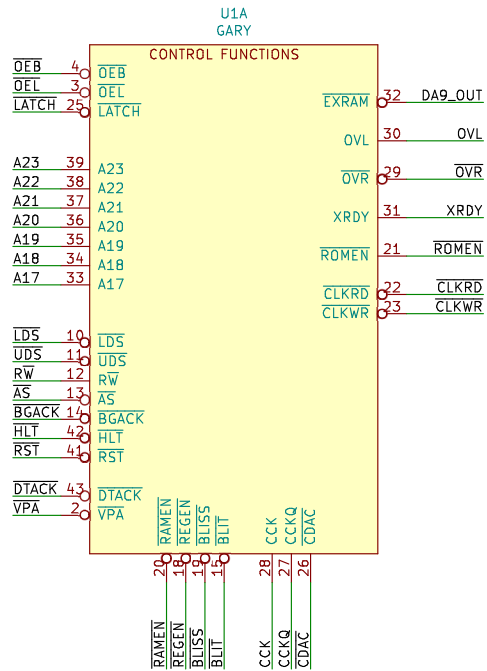 U1A
GARY
CONTROL FUNCTIONS
OEB 4 OEB
OEL 3 OEL
LATCH 25 LATCH
EXRAM 32 DA9_OUT
OVL 30 OVL
OVR 29 OVR
A23 39 A23
A22 38 A22
A21 37 A21
XRDY 31 XRDY
A20 36 A20
A19 35 A19
ROMEN 21 ROMEN
A18 34 A18
A17 33 A17
CLKRD 22 CLKRD
CLKWR 23 CLKWR
LDS 10 LDS
UDS 11 UDS
RW 12 RW
AS 13 AS
BGACK 14 BGACK
HLT 42 HLT
RST 41 RST
DTACK 43 DTACK
VPA 2 VPA
RAMEN 20 RAMEN
REGEN 18 REGEN
BLISS 19 BLISS
BLIT 15 BLIT
CCK 28 CCK
CCKQ 27 CCKQ
CDAC 26 CDAC